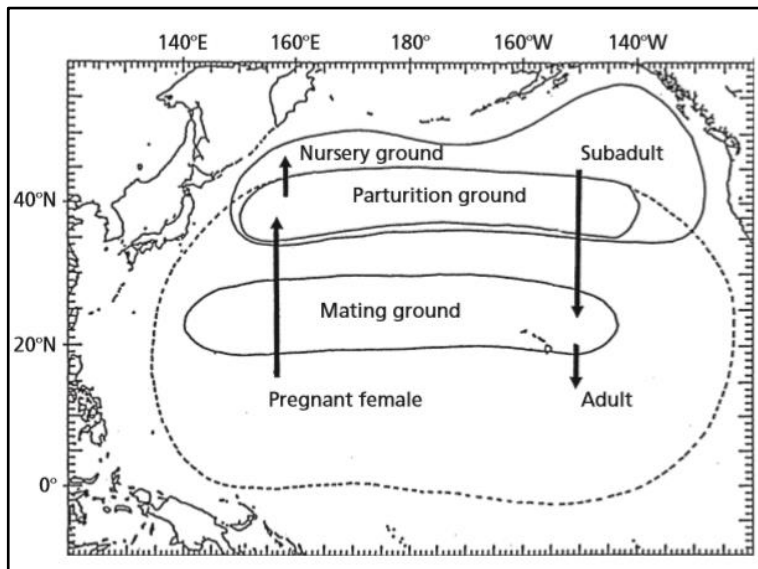 140°E 160°E 180° 160°W 140°W
Nursery ground
Subadult
40°N
Parturition ground
Mating ground
20°N
Pregnant female
Adult
0°